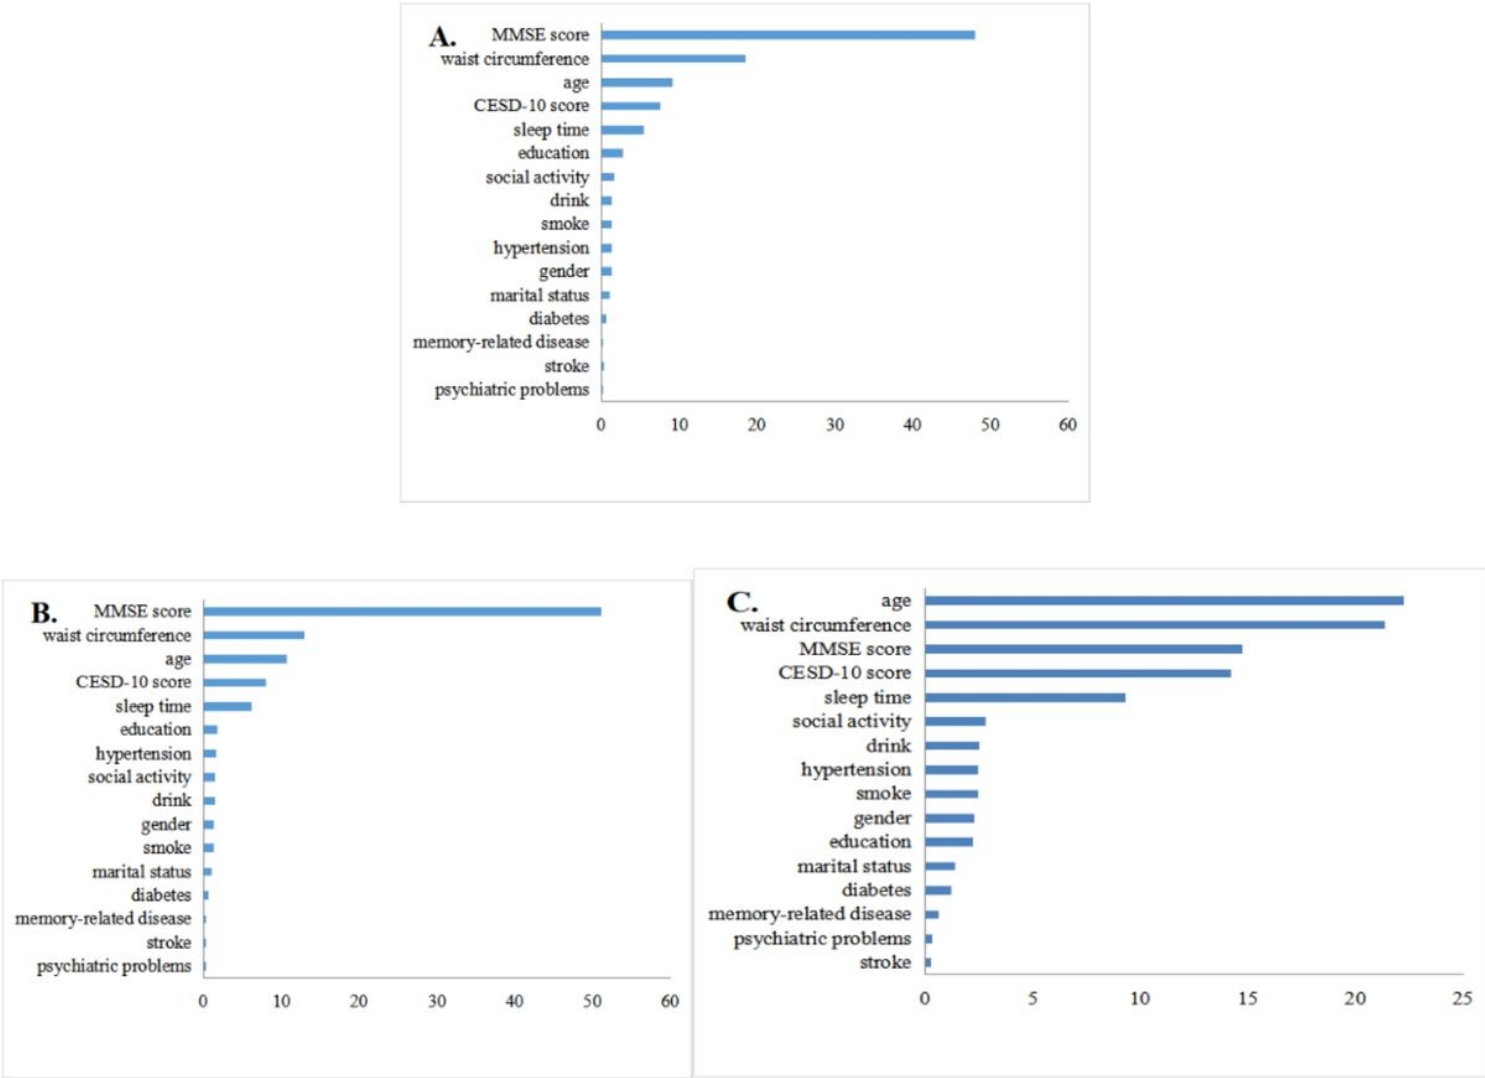 A.
MMSE score
waist circumference
age
CESD-10 score
sleep time
education
social activity
drink
smoke
hypertension
gender
marital status
diabetes
memory-related disease
stroke
psychiatric problems
0 10 20 30 40 50 60
B.
MMSE score
waist circumference
age
CESD-10 score
sleep time
education
hypertension
social activity
drink
gender
smoke
marital status
diabetes
memory-related disease
stroke
psychiatric problems
0 10 20 30 40 50 60
C.
age
waist circumference
MMSE score
CESD-10 score
sleep time
social activity
drink
hypertension
smoke
gender
education
marital status
diabetes
memory-related disease
psychiatric problems
stroke
0 5 10 15 20 25